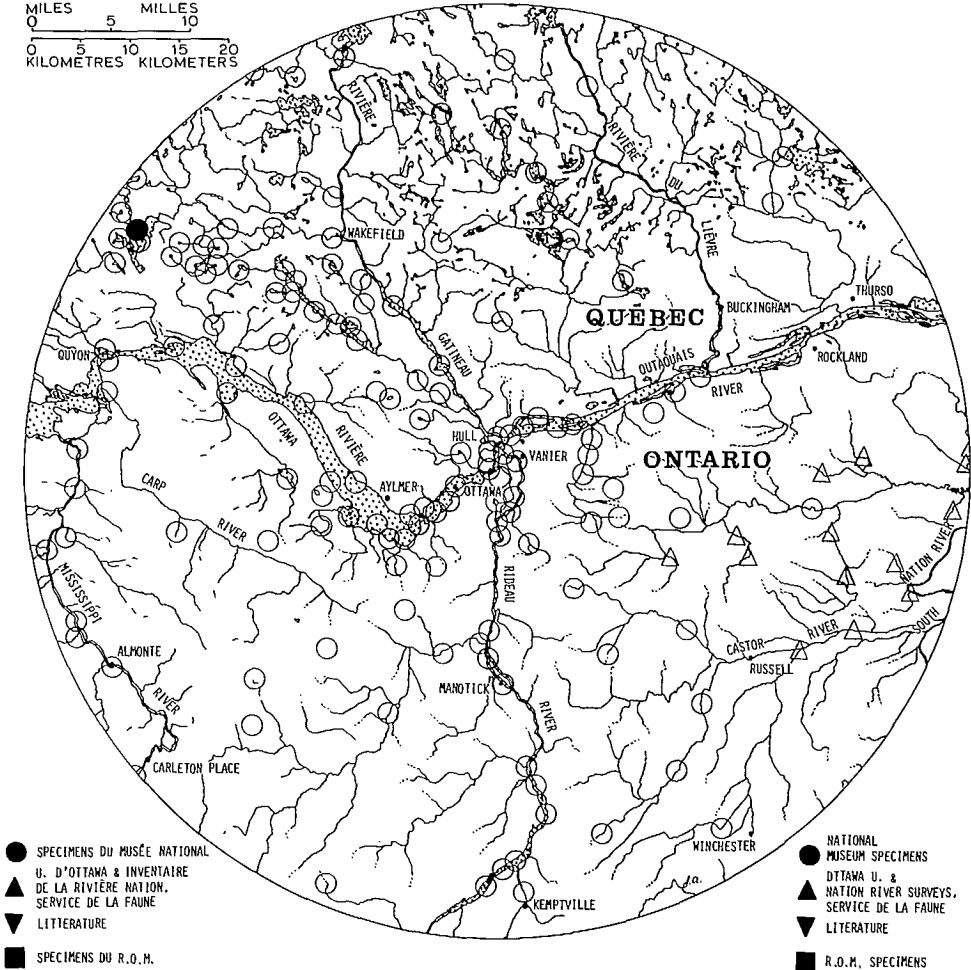 MILES MILLES
0 5 10
0 5 10 15 20
KILOMÈTRES KILOMETERS
RIVIÈRE
RIVIÈRE
DU
LIÈVRE
WAKEFIELD
THURSO
BUCKINGHAM
QUÉBEC
GATINEAU
ROCKLAND
QUYON
OUTAOUAIS
RIVER
OTTAWA
RIVIÈRE
HULL
VANIER
ONTARIO
AYLMER
OTTAWA
CARP
RIVER
NATION RIVER
SOUTH
MISSISSIPPI
RIDEAU
CASTOR
RIVER
RUSSELL
ALMONTE
MANOTICK
RIVER
RIVER
CARLETON PLACE
WINCHESTER
KEMPTVILLE
j.a.
SPECIMENS DU MUSÉE NATIONAL
U. D'OTTAWA & INVENTAIRE
DE LA RIVIÈRE NATION.
SERVICE DE LA FAUNE
LITTERATURE
SPECIMENS DU R.O.M.
NATIONAL
MUSEUM SPECIMENS
OTTAWA U. &
NATION RIVER SURVEYS,
SERVICE DE LA FAUNE
LITERATURE
R.O.M. SPECIMENS